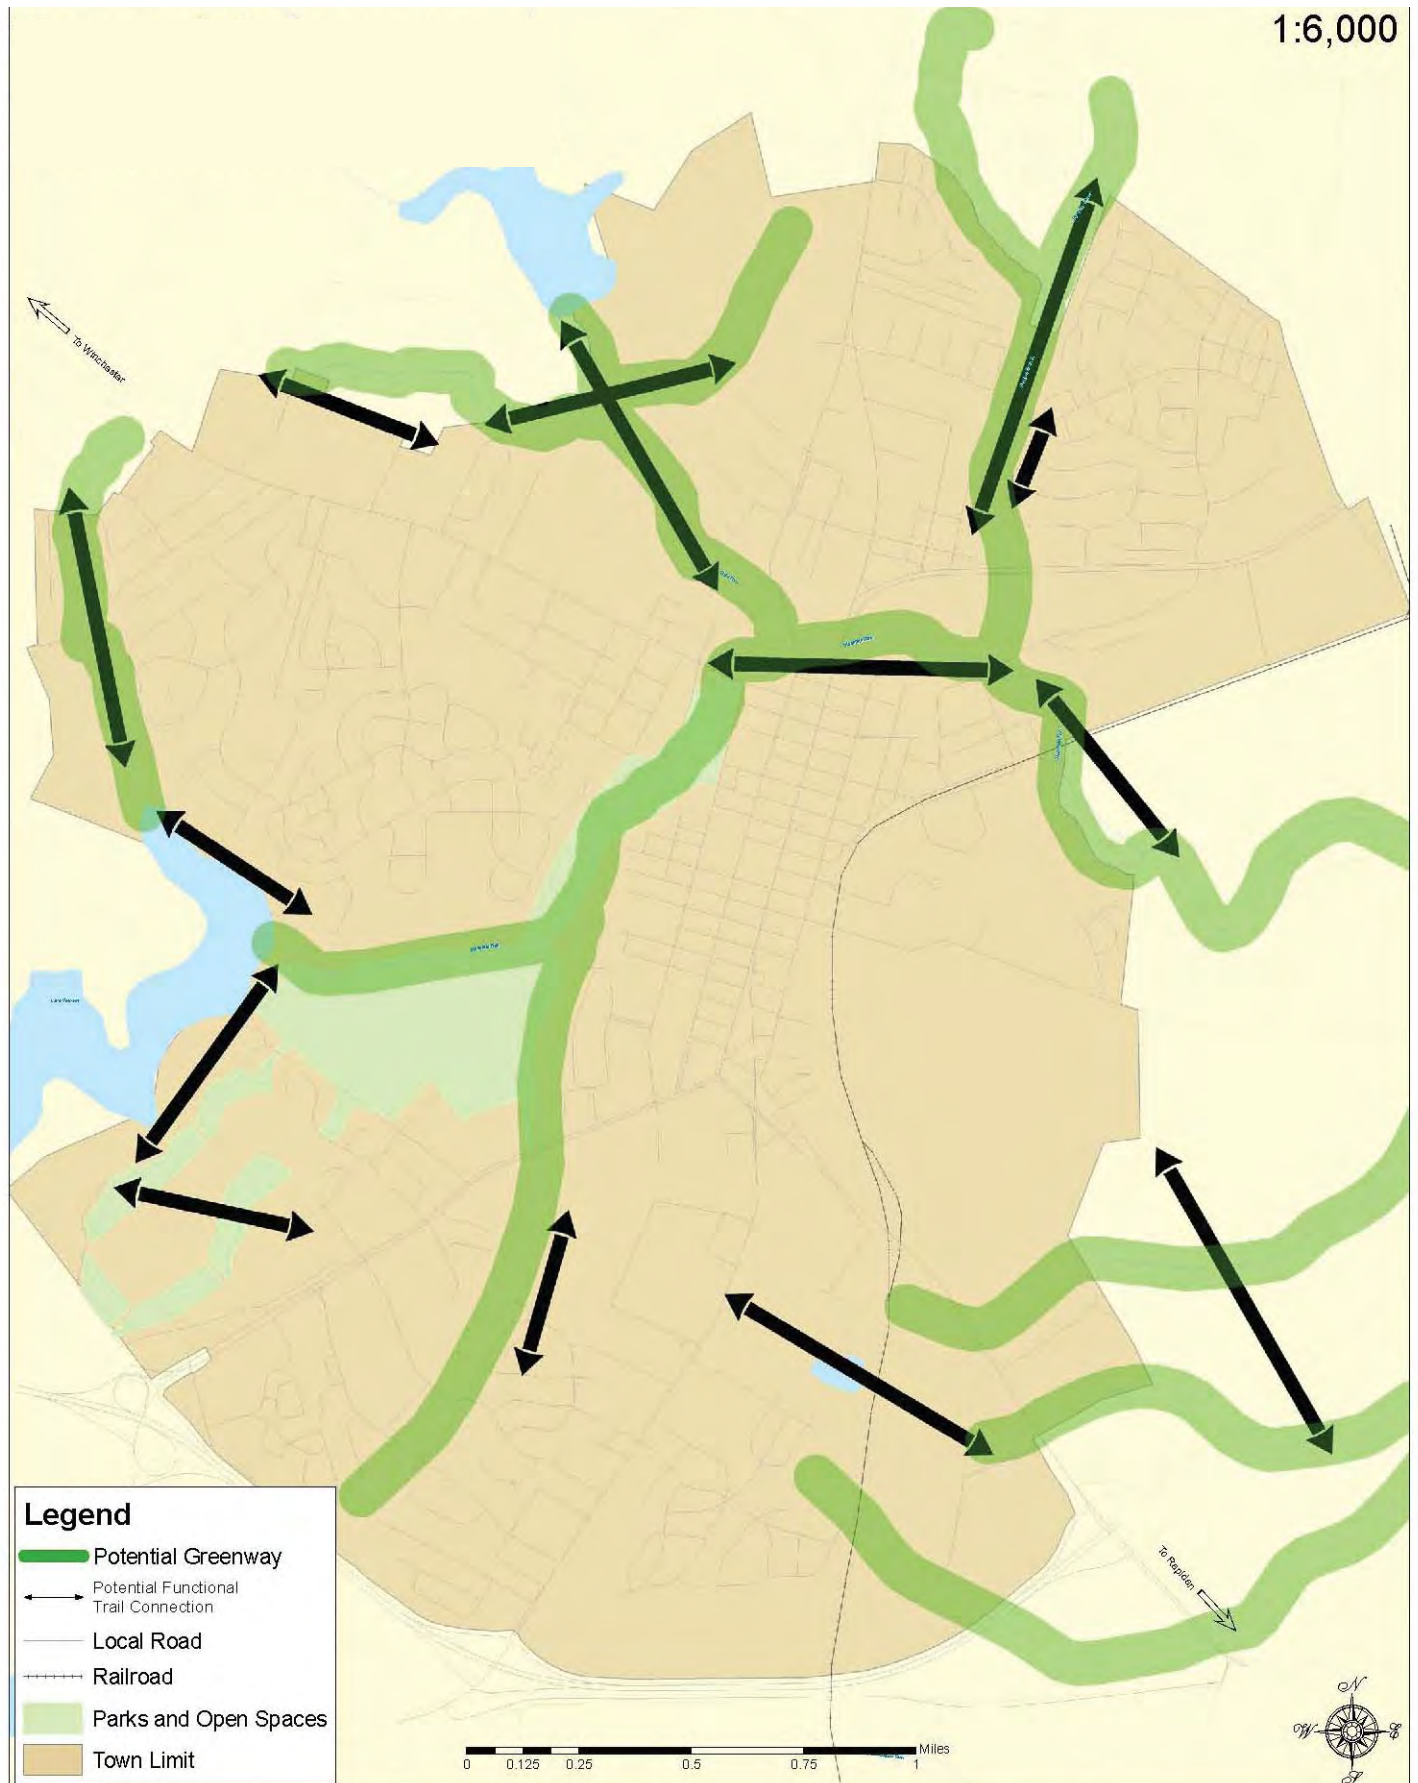 1:6,000
To Winchester
To Rapidan
Legend
Potential Greenway
Potential Functional
Trail Connection
Local Road
Railroad
Parks and Open Spaces
Town Limit
0 0.125 0.25 0.5 0.75 1 Miles
N
W E
S